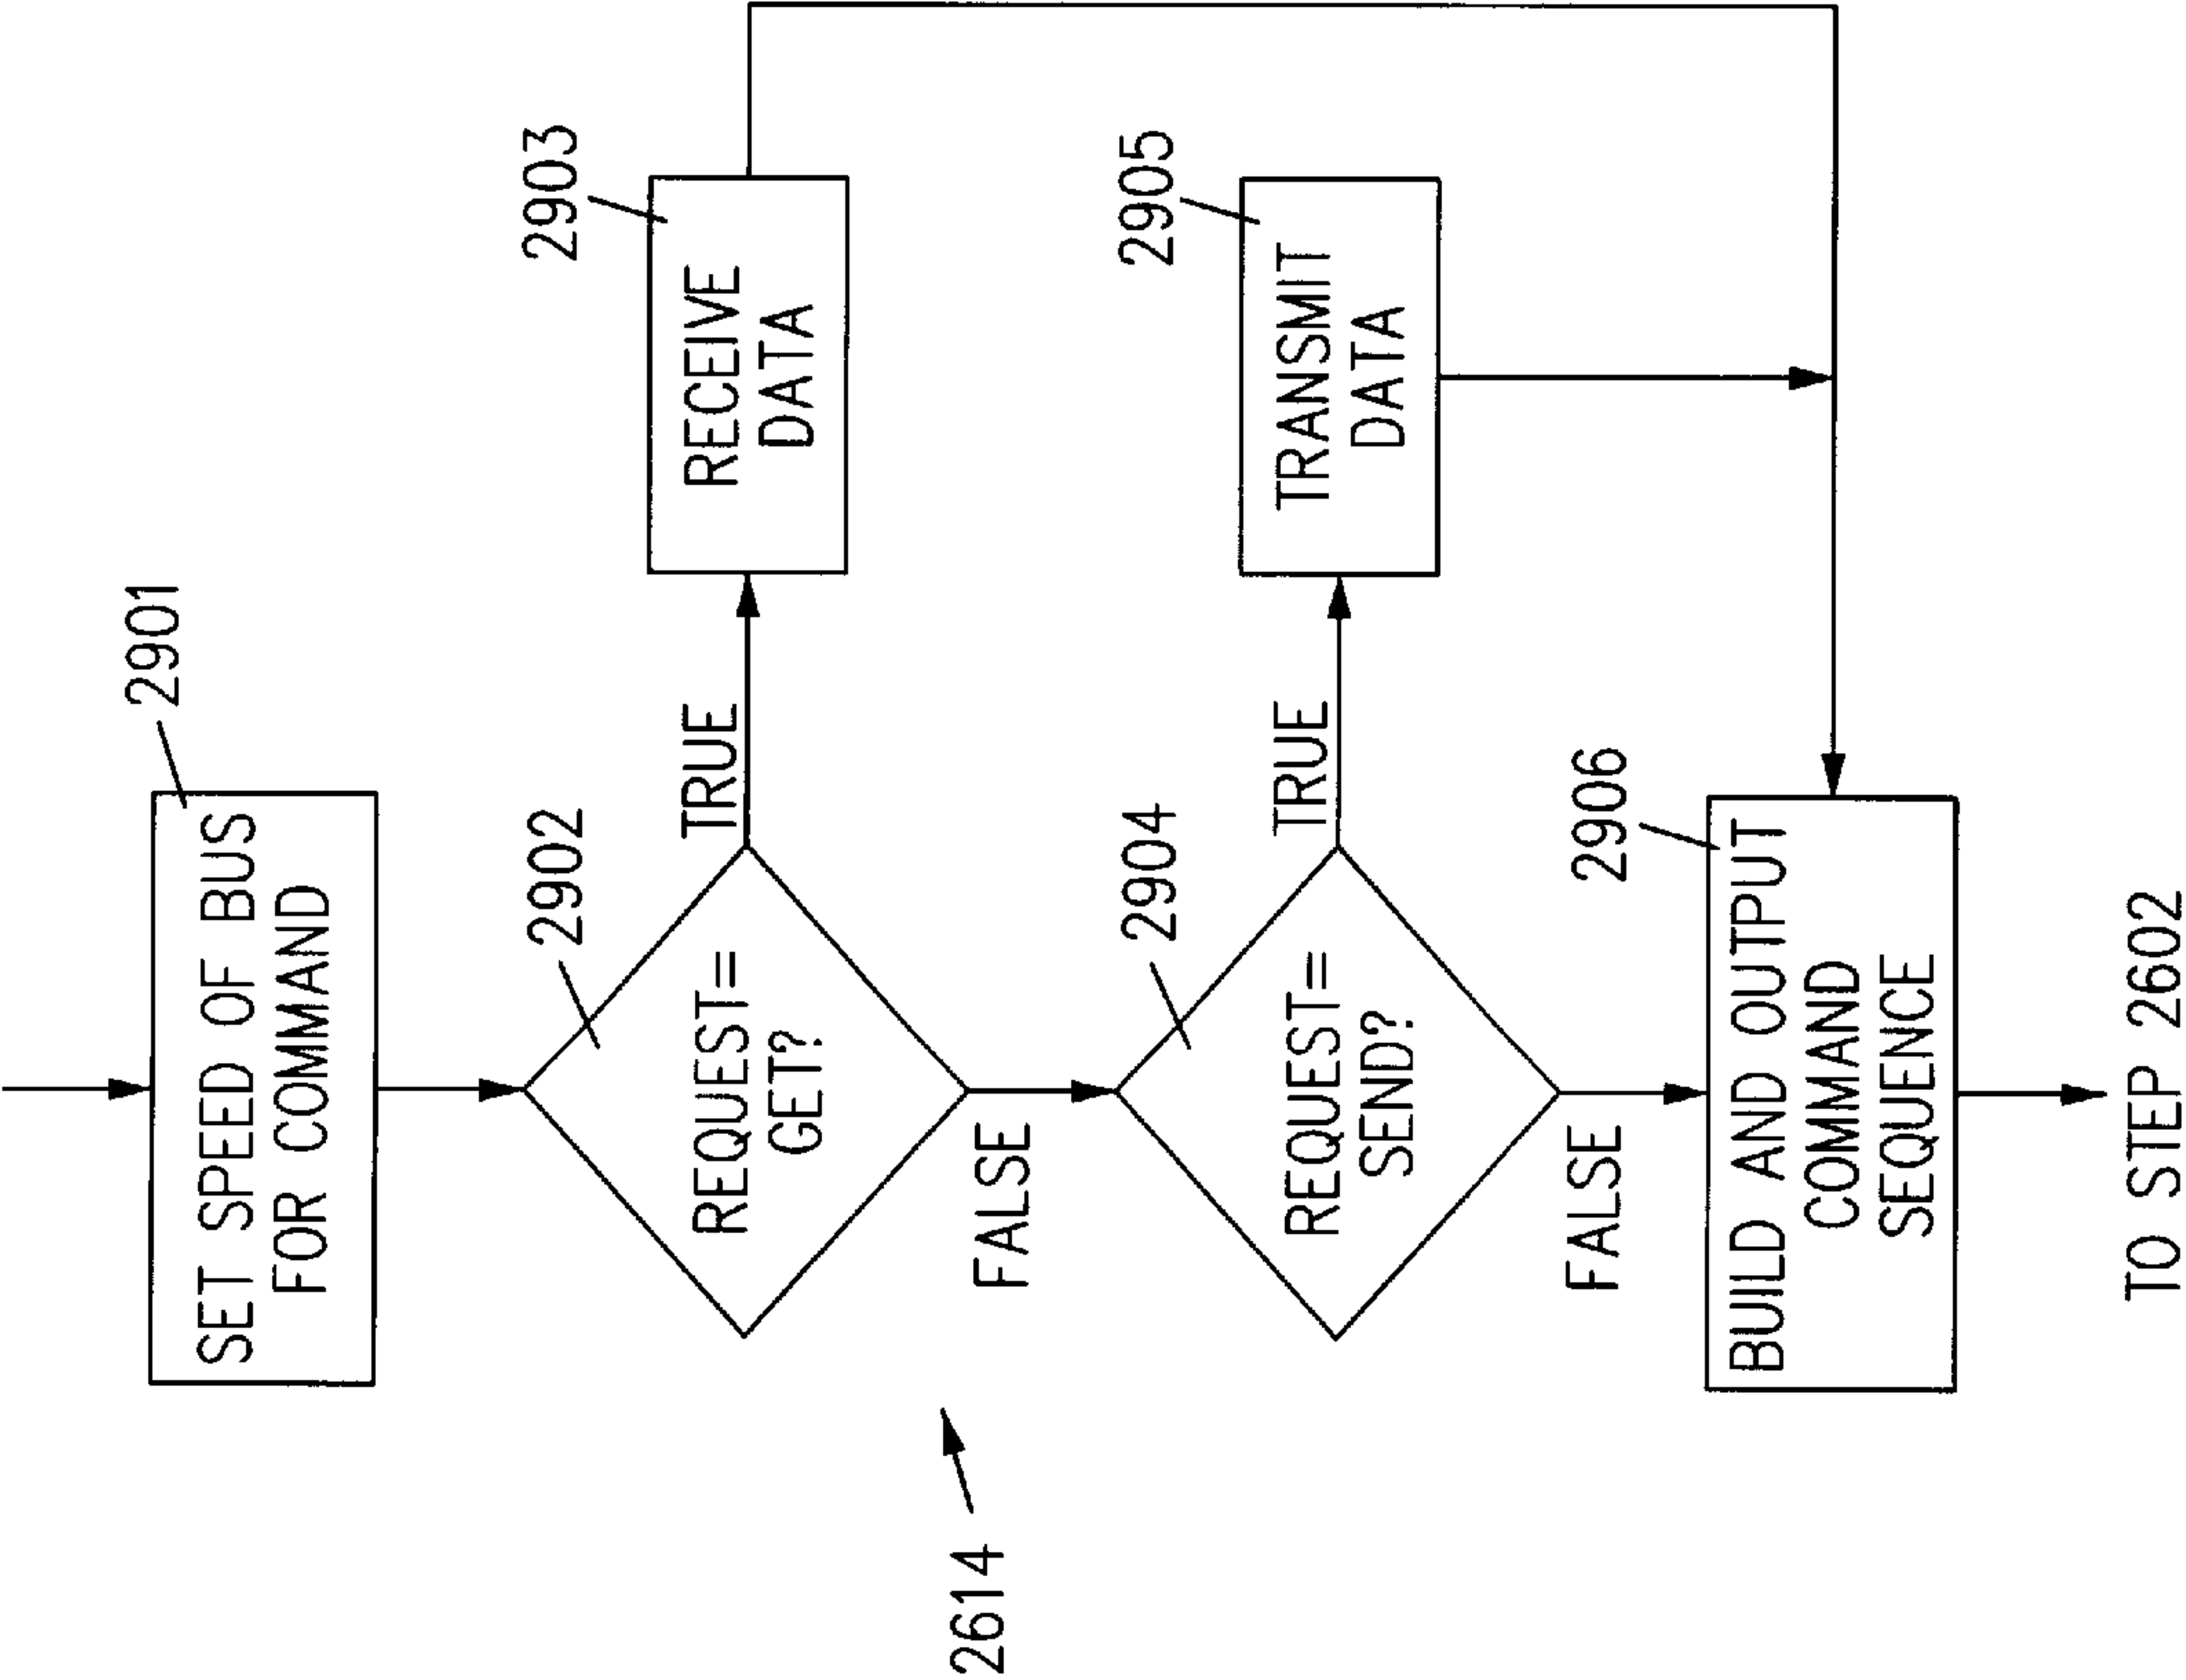 2901
SET SPEED OF BUS
FOR COMMAND
2902
REQUEST=
GET?
TRUE
2903
RECEIVE
DATA
FALSE
2614
2904
REQUEST=
SEND?
TRUE
2905
TRANSMIT
DATA
FALSE
2906
BUILD AND OUTPUT
COMMAND
SEQUENCE
TO STEP 2602